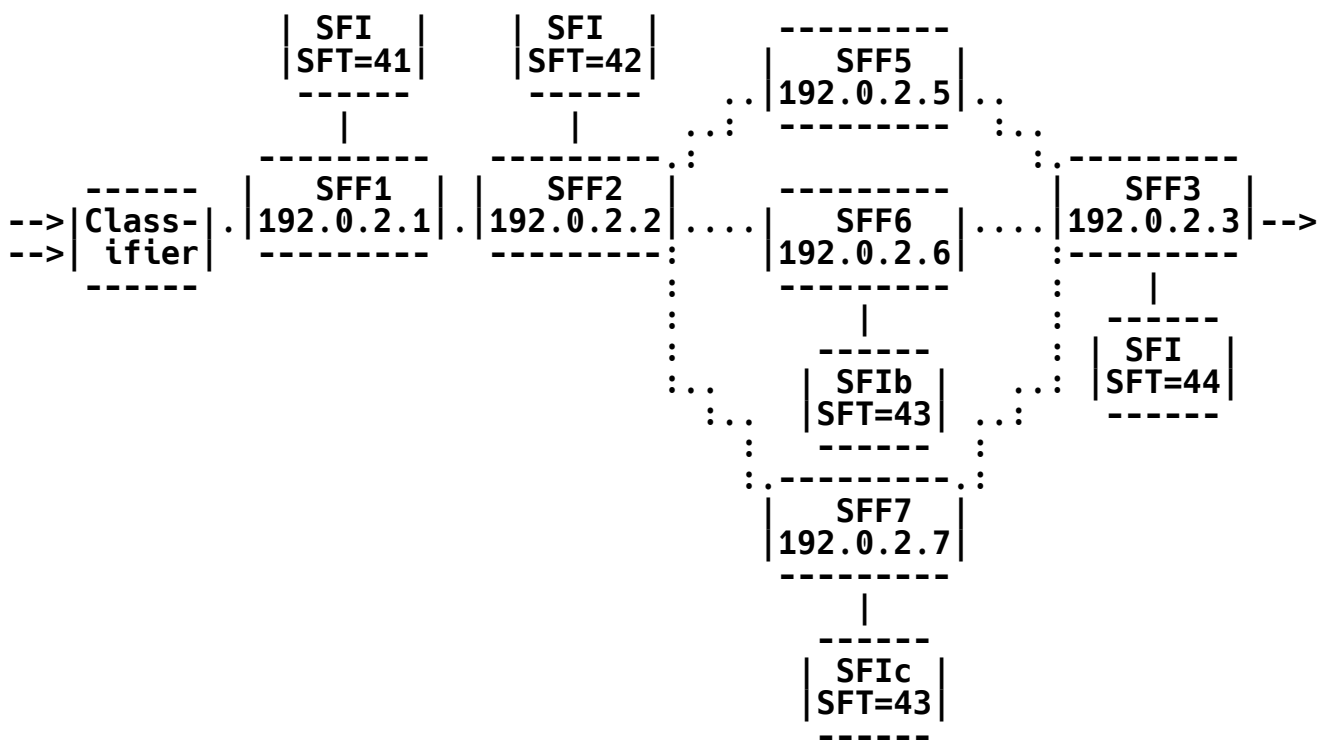 |  SFI  |    |  SFI  |      ---------
|SFT=41|    |SFT=42|     |   SFF5  |
------      ------    ..|192.0.2.5|..
|           |     ..:  ---------  :..
---------   ---------.:                  :.---------
------  |   SFF1  | |   SFF2  |     ---------     |   SFF3  |
-->|Class-|.|192.0.2.1|.|192.0.2.2|....|   SFF6  |....|192.0.2.3|-->
-->| ifier|  ---------   ---------:    |192.0.2.6|    :---------
------                        :     ---------     :    |
:         |         :  ------
:       ------      : | SFI  |
:..    | SFIb |   ..: |SFT=44|
:..  |SFT=43| ..:    ------
:   ------  :
:.---------.:
|   SFF7  |
|192.0.2.7|
---------
|
------
| SFIc |
|SFT=43|
------